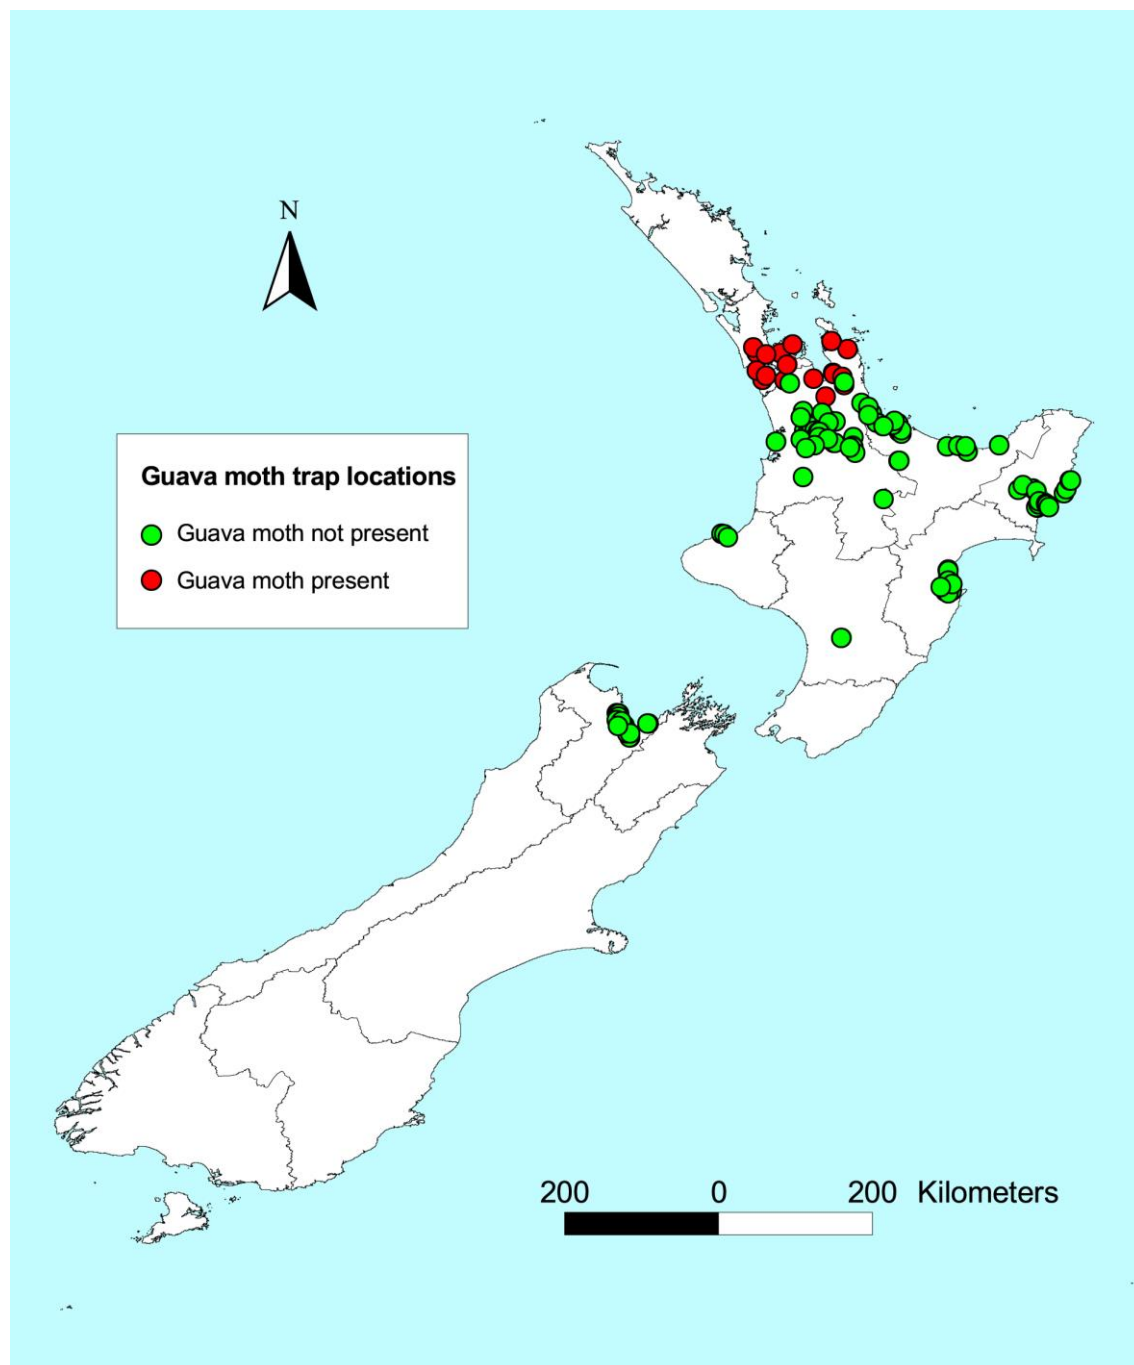 N
Guava moth trap locations
Guava moth not present
Guava moth present
200 0 200 Kilometers